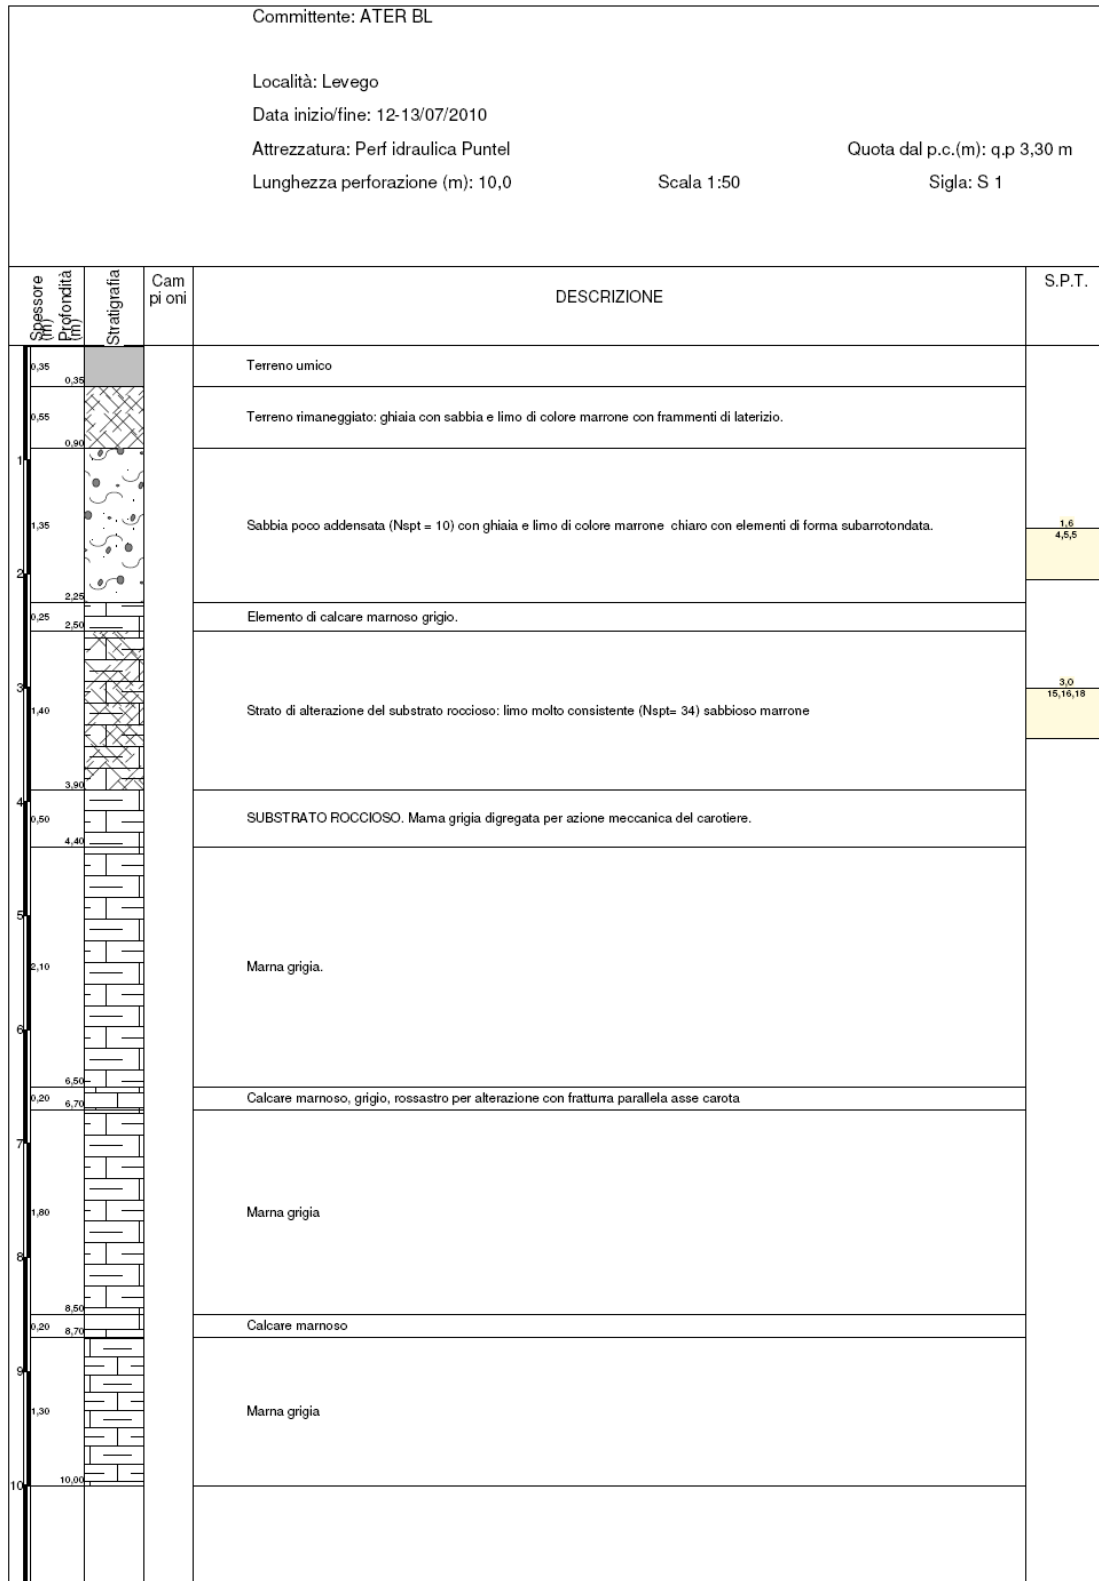 Committente: ATER BL
Località: Levego
Data inizio/fine: 12-13/07/2010
Attrezzatura: Perf idraulica Puntel Quota dal p.c.(m): q.p 3,30 m
Lunghezza perforazione (m): 10,0 Scala 1:50 Sigla: S 1
Spessore (m) Profondità (m) Stratigrafia Cam pi oni DESCRIZIONE S.P.T.
0,35 0,35 Terreno umico
0,55 0,90 Terreno rimaneggiato: ghiaia con sabbia e limo di colore marrone con frammenti di laterizio.
1
1,35 Sabbia poco addensata (Nspt = 10) con ghiaia e limo di colore marrone chiaro con elementi di forma subarrotondata. 1,6
4,5,5
2
2,25
0,25 2,50 Elemento di calcare marnoso grigio.
3 3,0
15,16,18
1,40 Strato di alterazione del substrato roccioso: limo molto consistente (Nspt= 34) sabbioso marrone
3,90
4
0,50 4,40 SUBSTRATO ROCCIOSO. Marna grigia digregata per azione meccanica del carotiere.
5
2,10 Marna grigia.
6
6,50
0,20 6,70 Calcare marnoso, grigio, rossastro per alterazione con fratturra parallela asse carota
7
1,80 Marna grigia
8
8,50
0,20 8,70 Calcare marnoso
9
1,30 Marna grigia
10 10,00